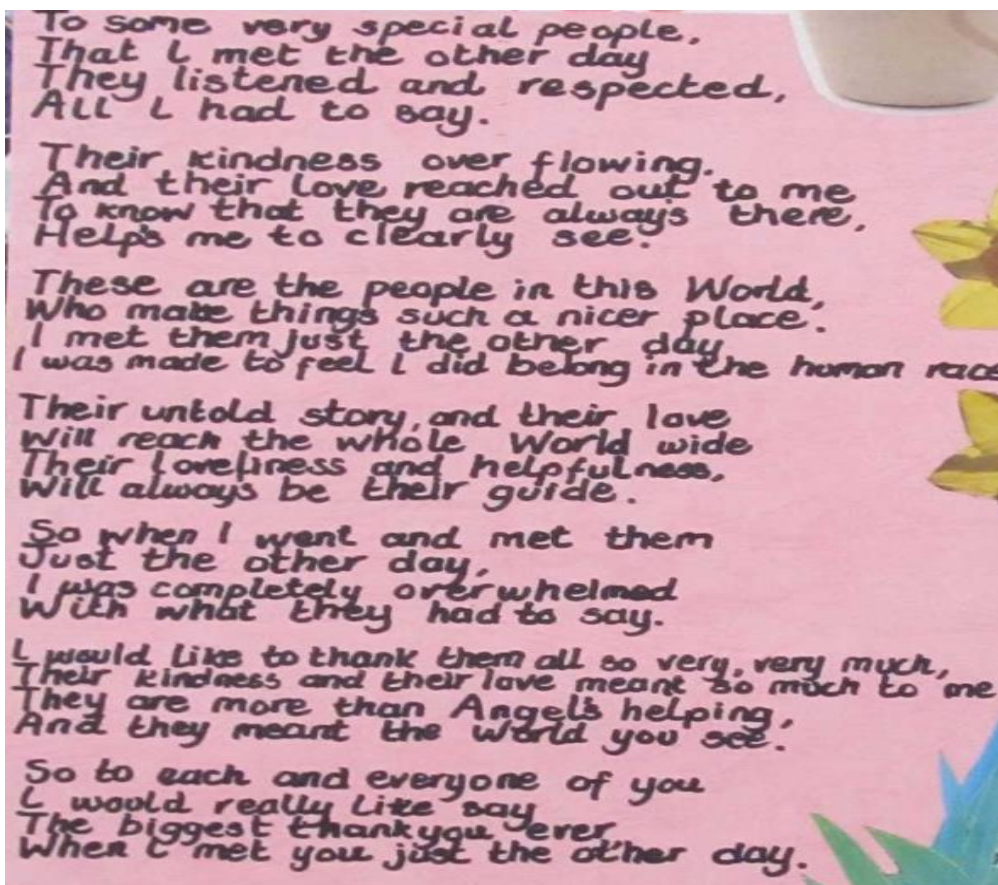 To some very special people,
That I met the other day
They listened and respected,
All I had to say.
Their kindness over flowing.
And their love reached out to me
To know that they are always there,
Helps me to clearly see.
These are the people in this World,
Who make things such a nicer place.
I met them just the other day
I was made to feel I did belong in the human race
Their untold story, and their love
Will reach the whole World wide
Their loveliness and helpfulness,
Will always be their guide.
So when I went and met them
Just the other day,
I was completely overwhelmed
With what they had to say.
I would like to thank them all so very, very much,
Their kindness and their love meant so much to me
They are more than Angels helping,
And they meant the World you see.
So to each and everyone of you
I would really like say
The biggest thankyou ever
When I met you just the other day.